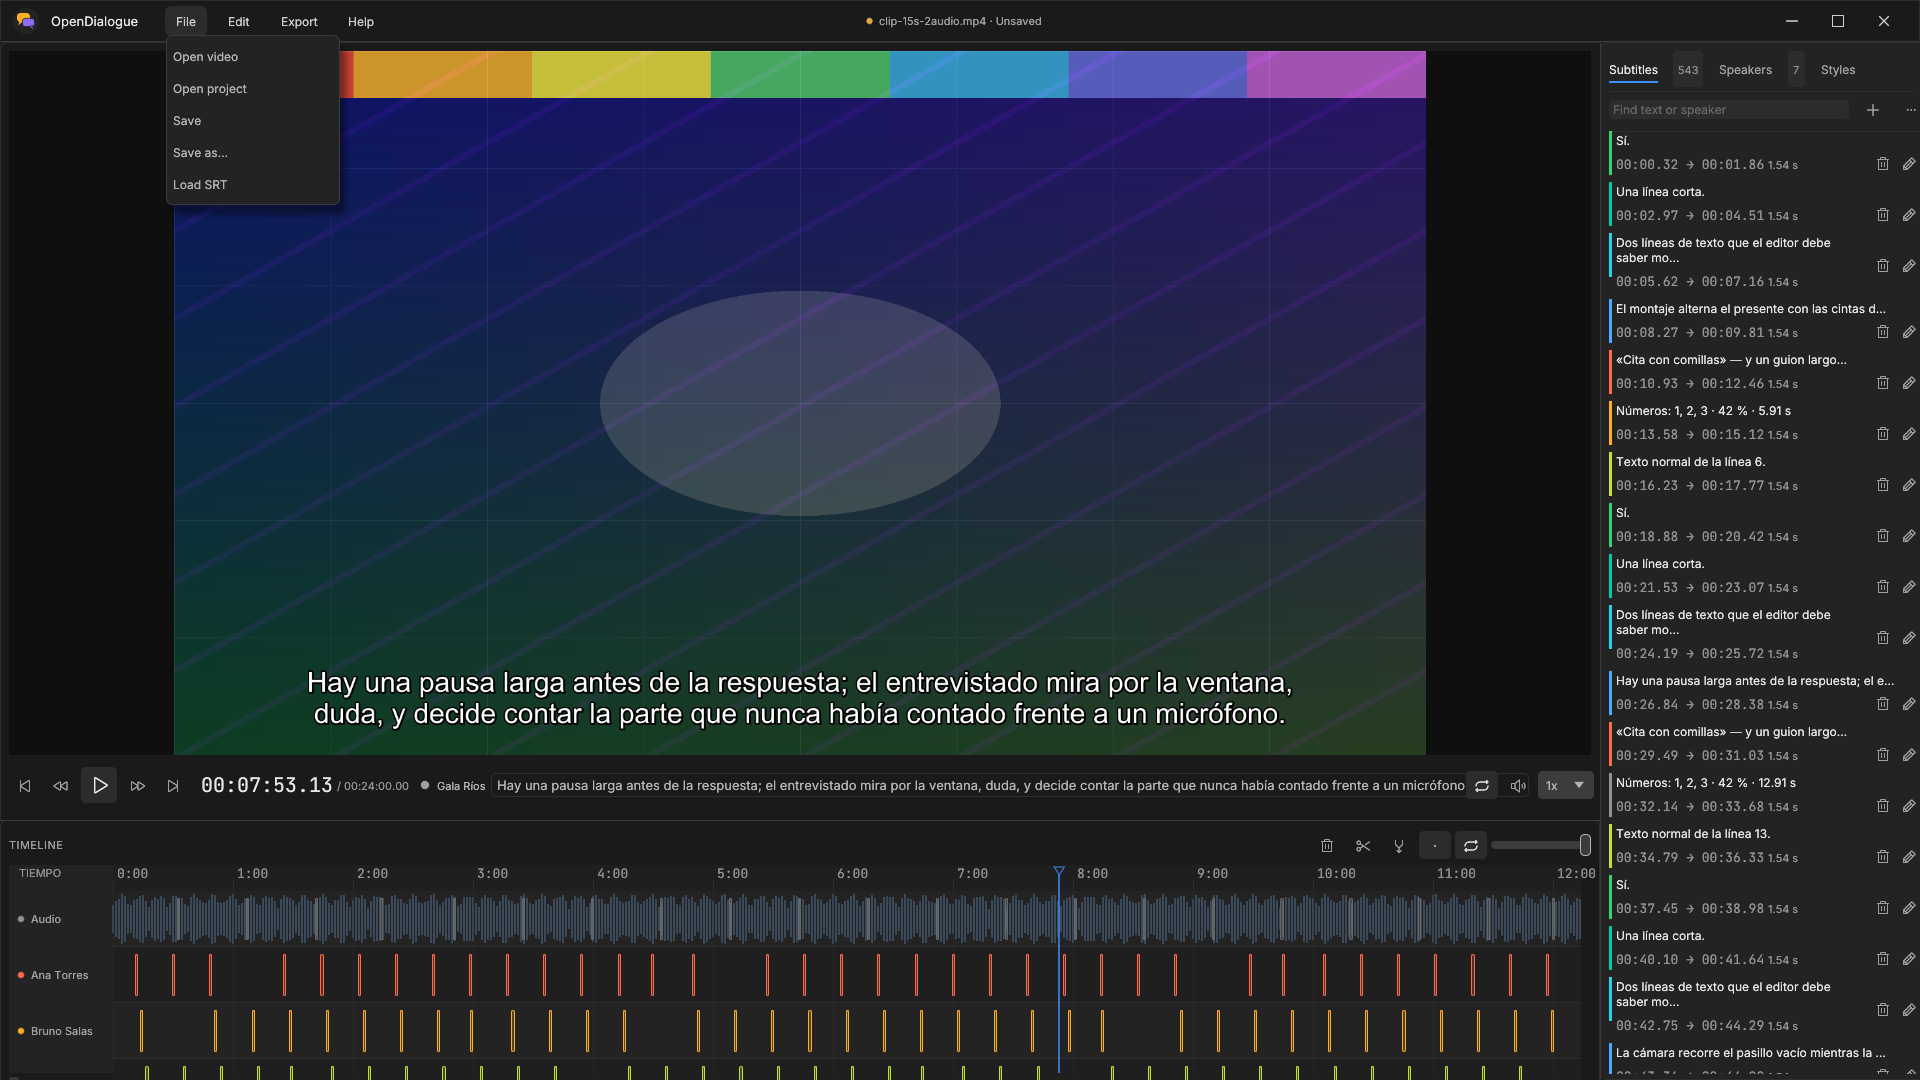 OpenDialogue
File
Edit
Export
Help
clip-15s-2audio.mp4 · Unsaved
Open video
Open project
Save
Save as...
Load SRT
Hay una pausa larga antes de la respuesta; el entrevistado mira por la ventana,
duda, y decide contar la parte que nunca había contado frente a un micrófono.
00:07:53.13 / 00:24:00.00
Gala Ríos
Hay una pausa larga antes de la respuesta; el entrevistado mira por la ventana, duda, y decide contar la parte que nunca había contado frente a un micrófono
1x
Subtitles 543
Speakers 7
Styles
Find text or speaker
Sí.
00:00.32 → 00:01.86 1.54 s
Una línea corta.
00:02.97 → 00:04.51 1.54 s
Dos líneas de texto que el editor debe
saber mo...
00:05.62 → 00:07.16 1.54 s
El montaje alterna el presente con las cintas d...
00:08.27 → 00:09.81 1.54 s
«Cita con comillas» — y un guion largo...
00:10.93 → 00:12.46 1.54 s
Números: 1, 2, 3 · 42 % · 5.91 s
00:13.58 → 00:15.12 1.54 s
Texto normal de la línea 6.
00:16.23 → 00:17.77 1.54 s
Sí.
00:18.88 → 00:20.42 1.54 s
Una línea corta.
00:21.53 → 00:23.07 1.54 s
Dos líneas de texto que el editor debe
saber mo...
00:24.19 → 00:25.72 1.54 s
Hay una pausa larga antes de la respuesta; el e...
00:26.84 → 00:28.38 1.54 s
«Cita con comillas» — y un guion largo...
00:29.49 → 00:31.03 1.54 s
Números: 1, 2, 3 · 42 % · 12.91 s
00:32.14 → 00:33.68 1.54 s
Texto normal de la línea 13.
00:34.79 → 00:36.33 1.54 s
Sí.
00:37.45 → 00:38.98 1.54 s
Una línea corta.
00:40.10 → 00:41.64 1.54 s
Dos líneas de texto que el editor debe
saber mo...
00:42.75 → 00:44.29 1.54 s
La cámara recorre el pasillo vacío mientras la ...
TIMELINE
TIEMPO
0:00 1:00 2:00 3:00 4:00 5:00 6:00 7:00 8:00 9:00 10:00 11:00 12:00
Audio
Ana Torres
Bruno Salas